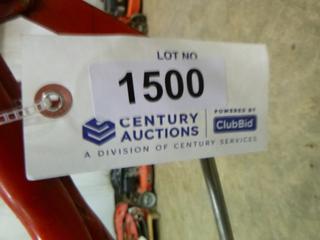 LOT NO.
1500
CENTURY AUCTIONS
POWERED BY
ClubBid
A DIVISION OF CENTURY SERVICES